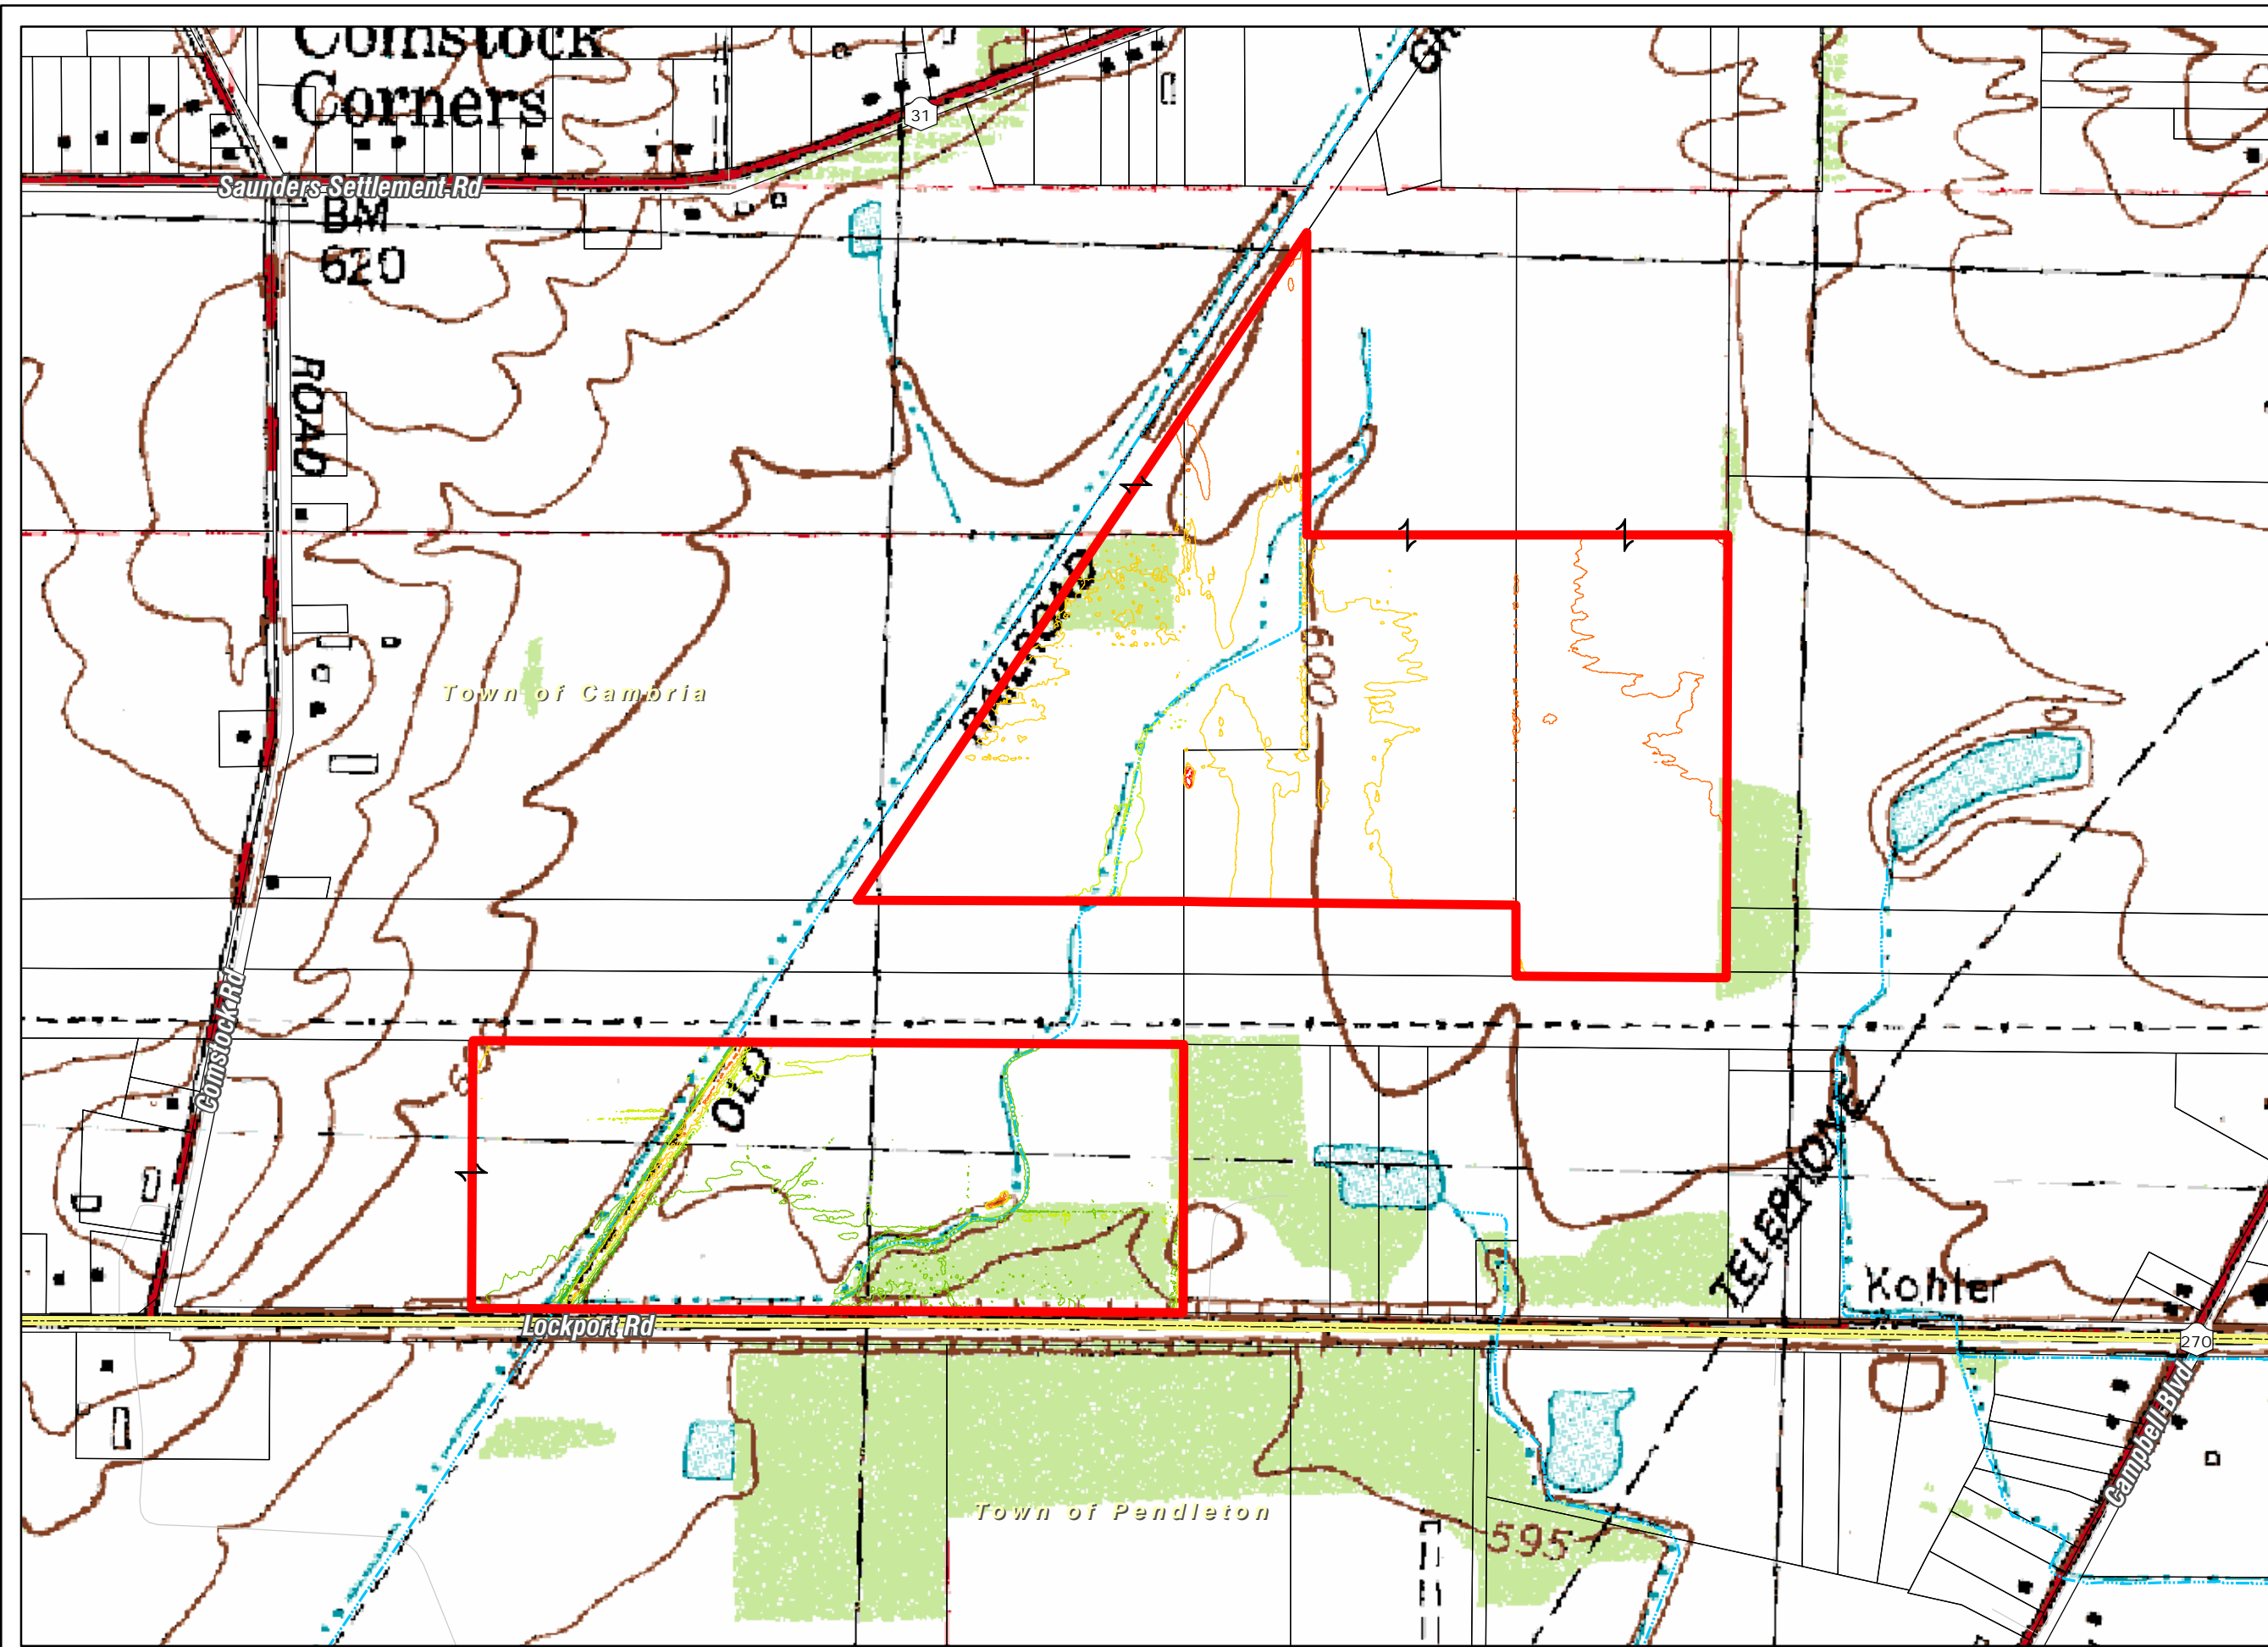 Comstock
Corners
31
Saunders Settlement Rd
BM
620
ROAD
RAILROAD
600
Town of Cambria
Comstock Rd
OLD
TELEPHONE
Kohler
Lockport Rd
270
Campbell Blvd
Town of Pendleton
595